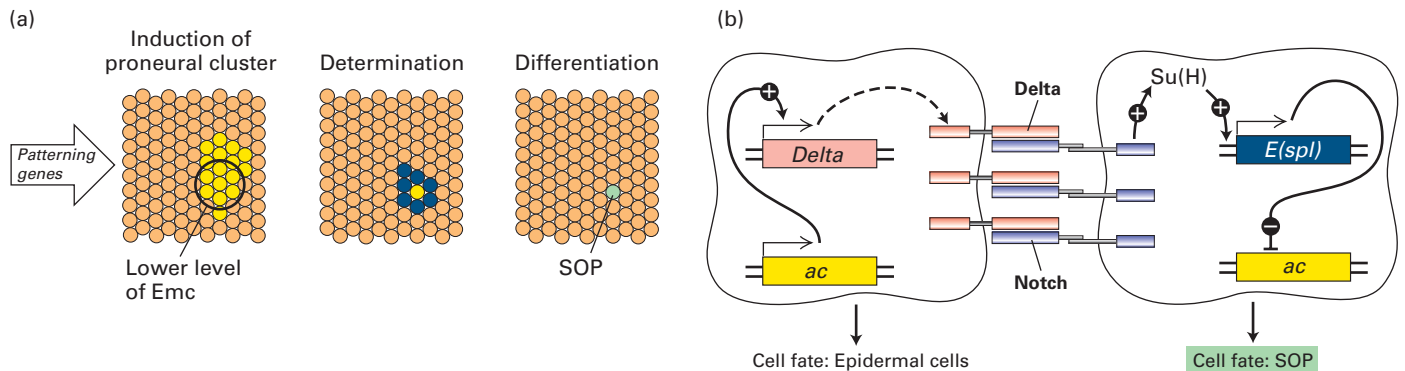 (a)
Induction of
proneural cluster
Determination
Differentiation
Patterning
genes
Lower level
of Emc
SOP
(b)
Su(H)
Delta
Delta
E(spl)
ac
Notch
ac
Cell fate: Epidermal cells
Cell fate: SOP